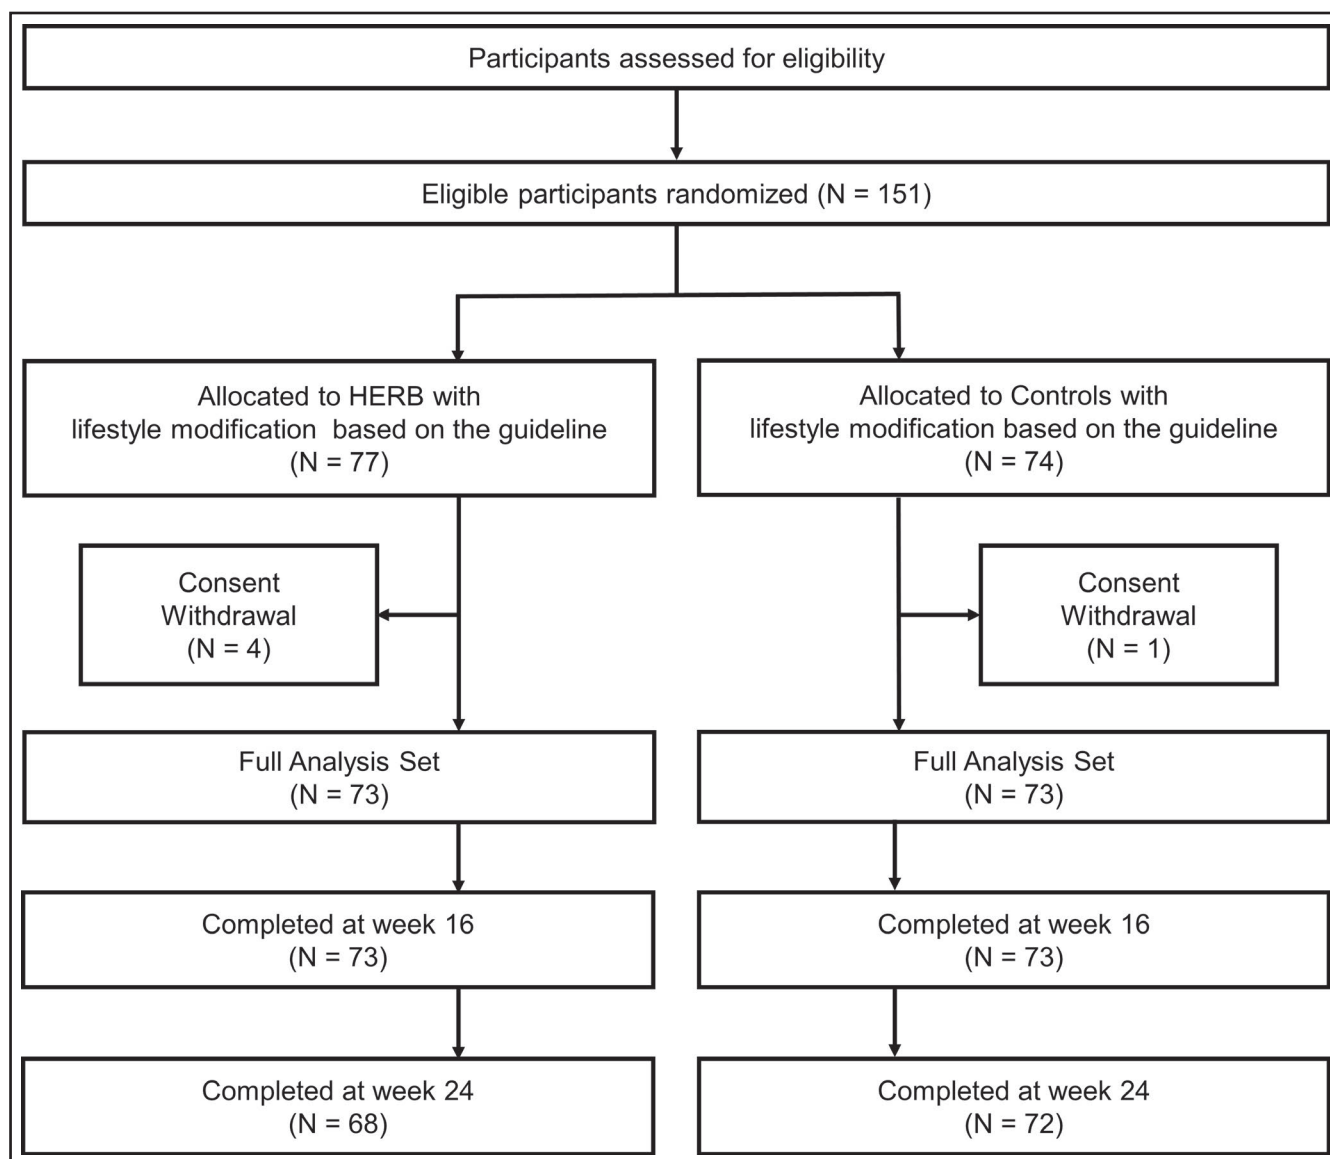 Participants assessed for eligibility
Eligible participants randomized (N = 151)
Allocated to HERB with
lifestyle modification based on the guideline
(N = 77)
Allocated to Controls with
lifestyle modification based on the guideline
(N = 74)
Consent
Withdrawal
(N = 4)
Consent
Withdrawal
(N = 1)
Full Analysis Set
(N = 73)
Full Analysis Set
(N = 73)
Completed at week 16
(N = 73)
Completed at week 16
(N = 73)
Completed at week 24
(N = 68)
Completed at week 24
(N = 72)